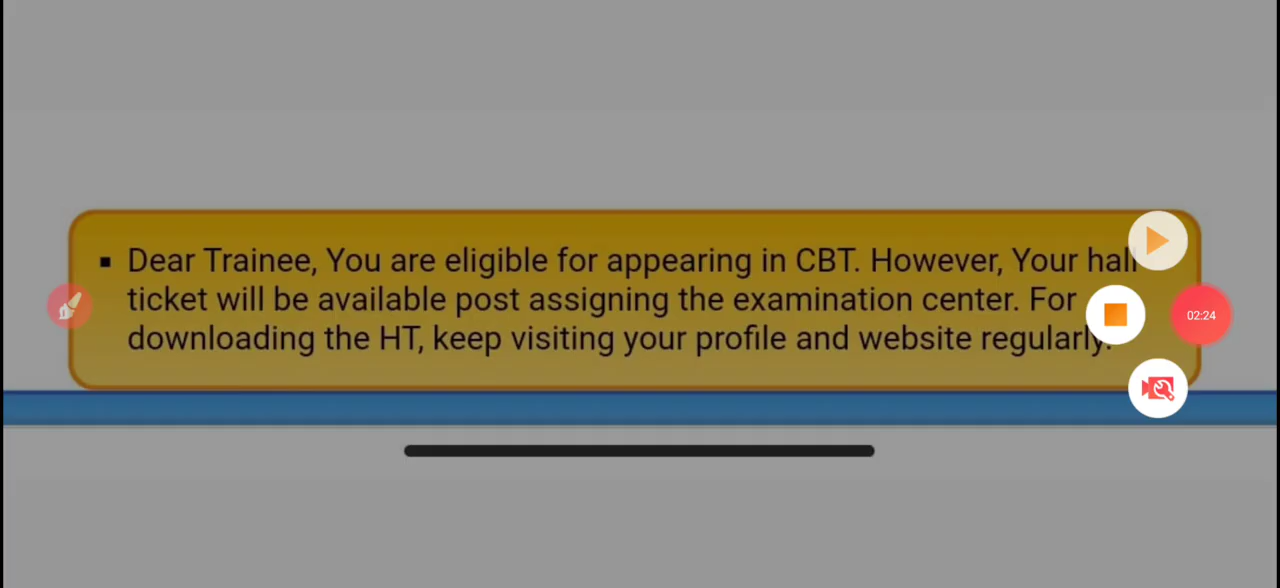 ▪ Dear Trainee, You are eligible for appearing in CBT. However, Your hall
ticket will be available post assigning the examination center. For
downloading the HT, keep visiting your profile and website regularly.
02:24